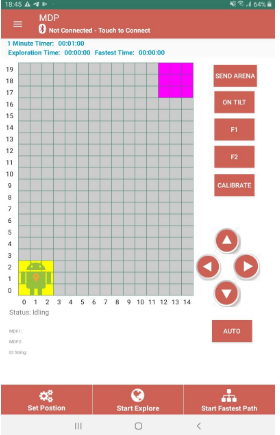 18:45
64%
MDP
Not Connected - Touch to Connect
1 Minute Timer: 00:01:00
Exploration Time: 00:00:00 Fastest Time: 00:00:00
19
18
17
16
15
14
13
12
11
10
9
8
7
6
5
4
3
2
1
0
0 1 2 3 4 5 6 7 8 9 10 11 12 13 14
SEND ARENA
ON TILT
F1
F2
CALIBRATE
Status: Idling
MDF1:
MDF2:
AUTO
Set Postion
Start Explore
Start Fastest Path